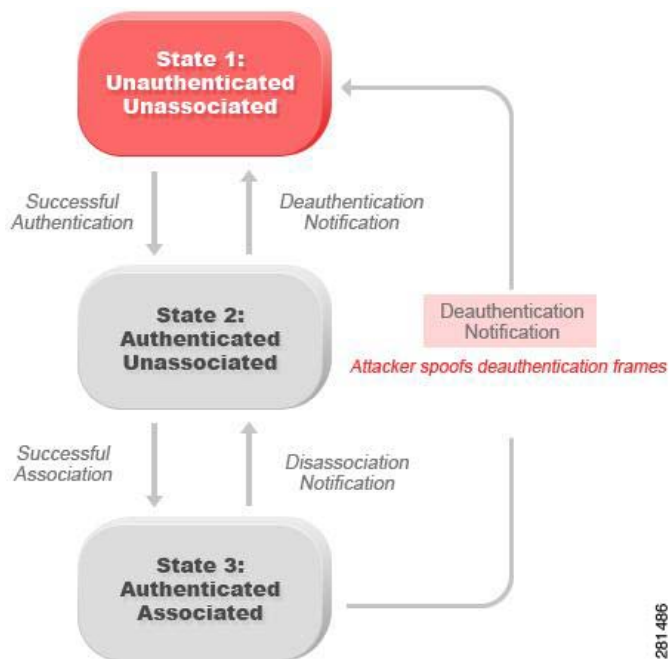 State 1:
Unauthenticated
Unassociated
Successful
Authentication
Deauthentication
Notification
State 2:
Authenticated
Unassociated
Deauthentication
Notification
Attacker spoofs deauthentication frames
Successful
Association
Disassociation
Notification
State 3:
Authenticated
Associated
281486